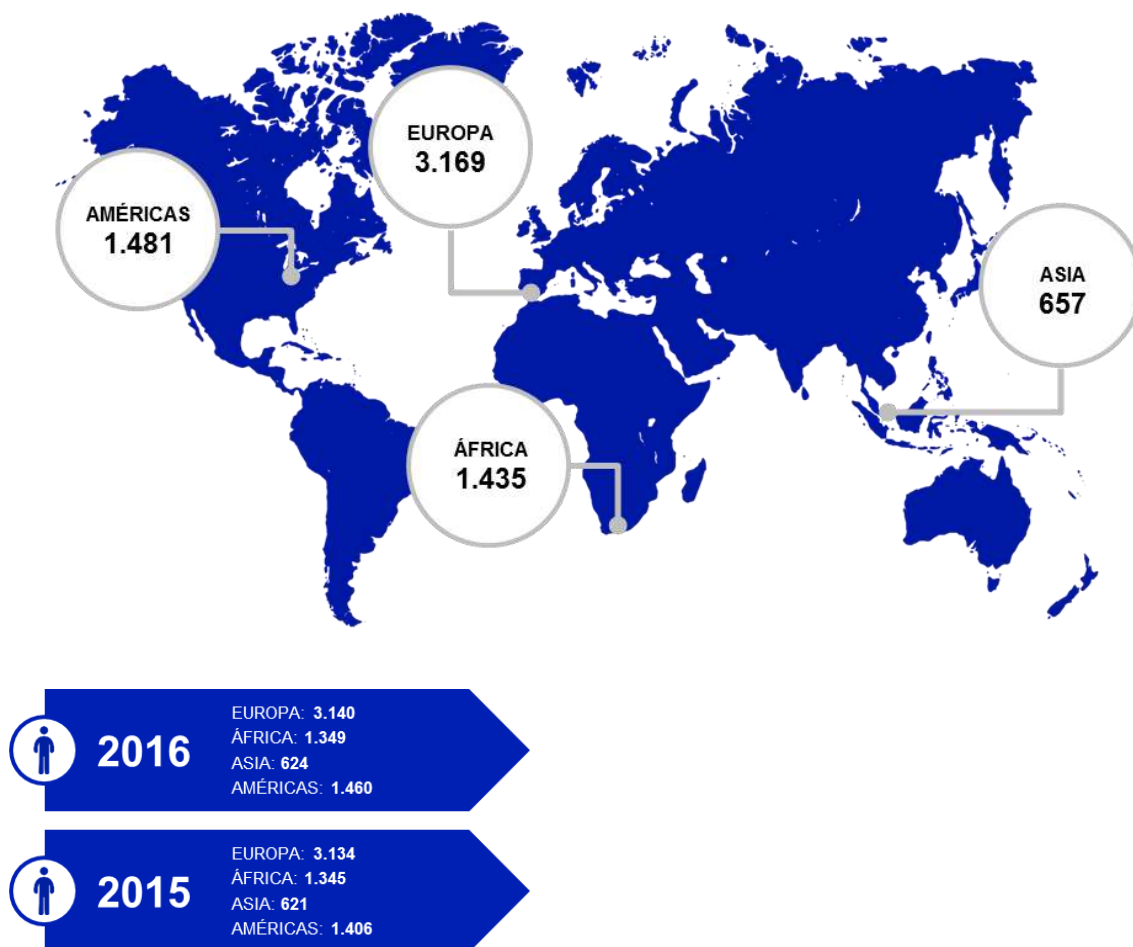 EUROPA
3.169
AMÉRICAS
1.481
ASIA
657
ÁFRICA
1.435
2016
EUROPA: 3.140
ÁFRICA: 1.349
ASIA: 624
AMÉRICAS: 1.460
2015
EUROPA: 3.134
ÁFRICA: 1.345
ASIA: 621
AMÉRICAS: 1.406